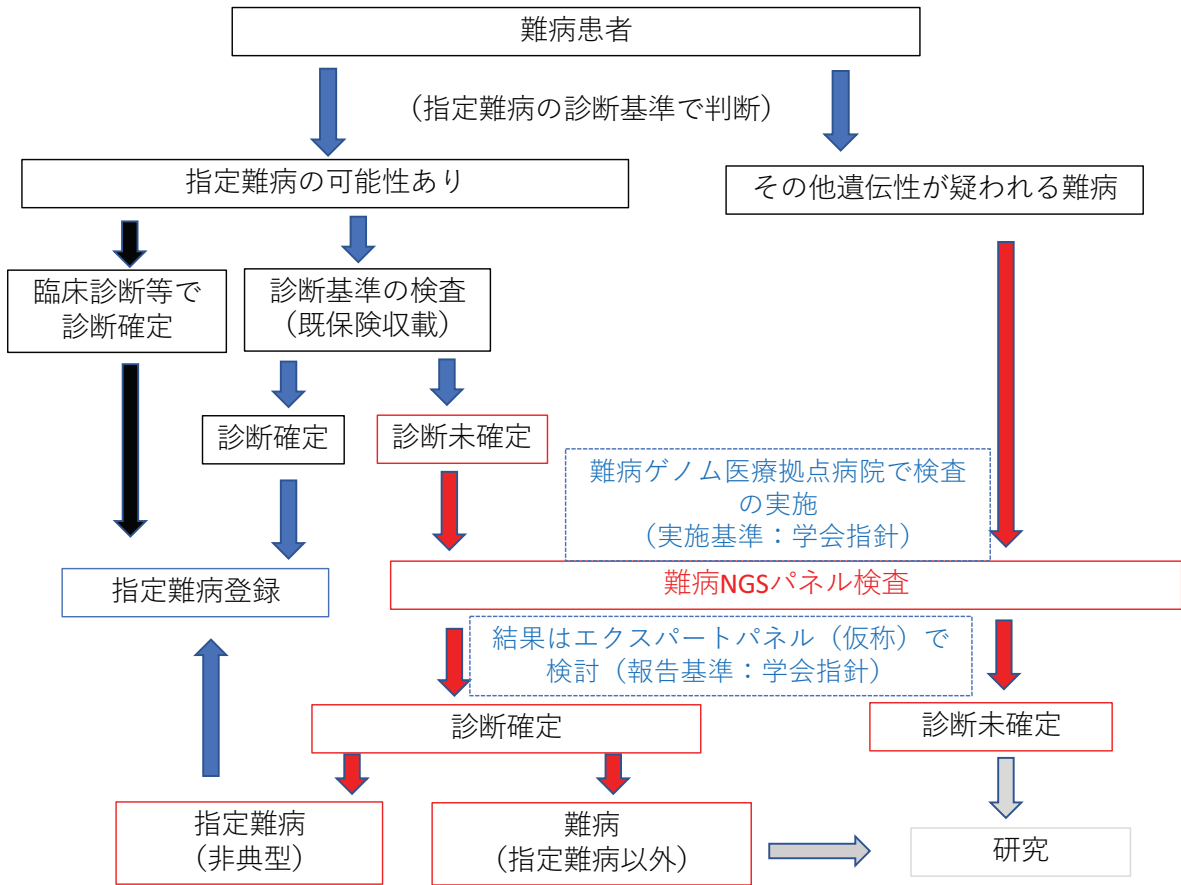 難病患者
(指定難病の診断基準で判断)
指定難病の可能性あり
その他遺伝性が疑われる難病
臨床診断等で
診断確定
診断基準の検査
(既保険収載)
診断確定
診断未確定
難病ゲノム医療拠点病院で検査
の実施
(実施基準：学会指針)
指定難病登録
難病NGSパネル検査
結果はエクスパートパネル（仮称）で
検討（報告基準：学会指針）
診断確定
診断未確定
指定難病
(非典型)
難病
(指定難病以外)
研究